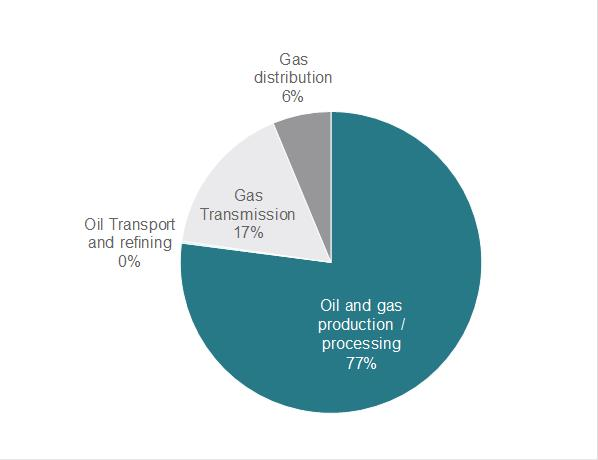 Gas
distribution
6%
Gas
Transmission
17%
Oil Transport
and refining
0%
Oil and gas
production /
processing
77%